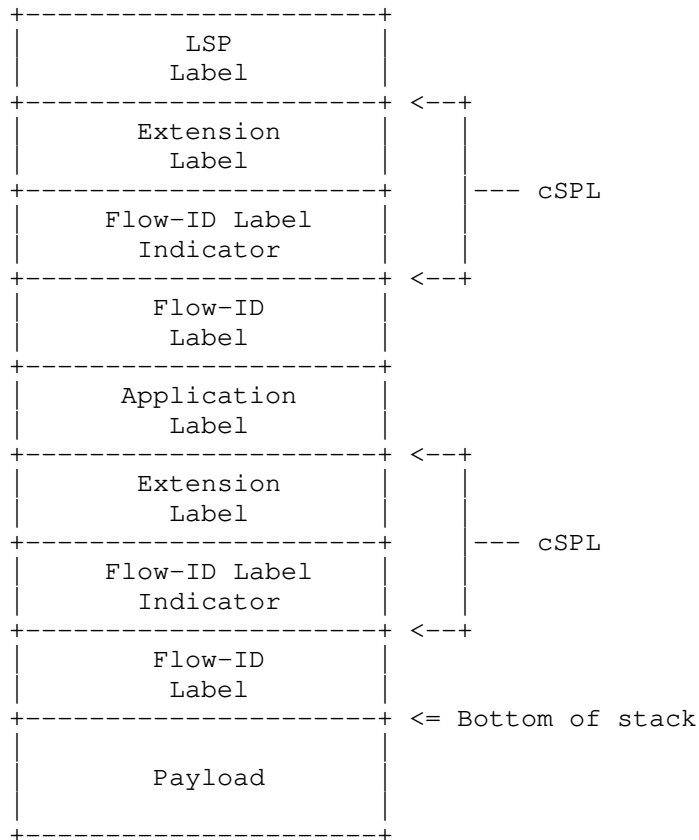 +----------------------+
|          LSP         |
|         Label        |
+----------------------+ <--+
|       Extension      |    |
|         Label        |    |
+----------------------+    |--- cSPL
|     Flow-ID Label    |    |
|       Indicator      |    |
+----------------------+ <--+
|        Flow-ID       |
|         Label        |
+----------------------+
|      Application     |
|         Label        |
+----------------------+ <--+
|       Extension      |    |
|         Label        |    |
+----------------------+    |--- cSPL
|     Flow-ID Label    |    |
|       Indicator      |    |
+----------------------+ <--+
|        Flow-ID       |
|         Label        |
+----------------------+ <= Bottom of stack
|                      |
|        Payload       |
|                      |
+----------------------+